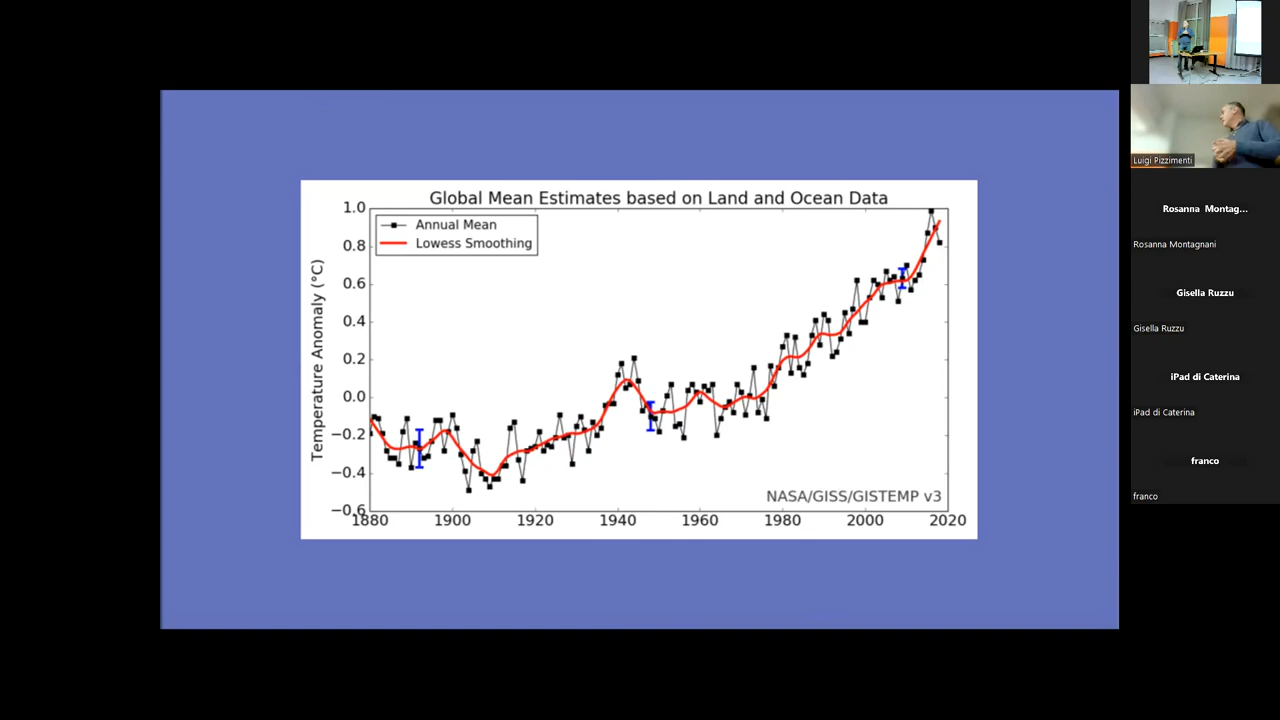 Global Mean Estimates based on Land and Ocean Data
Annual Mean
Lowess Smoothing
Temperature Anomaly (°C)
1.0
0.8
0.6
0.4
0.2
0.0
−0.2
−0.4
−0.6
1880 1900 1920 1940 1960 1980 2000 2020
NASA/GISS/GISTEMP v3
Luigi Pizzimenti
Rosanna Montag...
Rosanna Montagnani
Gisella Ruzzu
Gisella Ruzzu
iPad di Caterina
iPad di Caterina
franco
franco